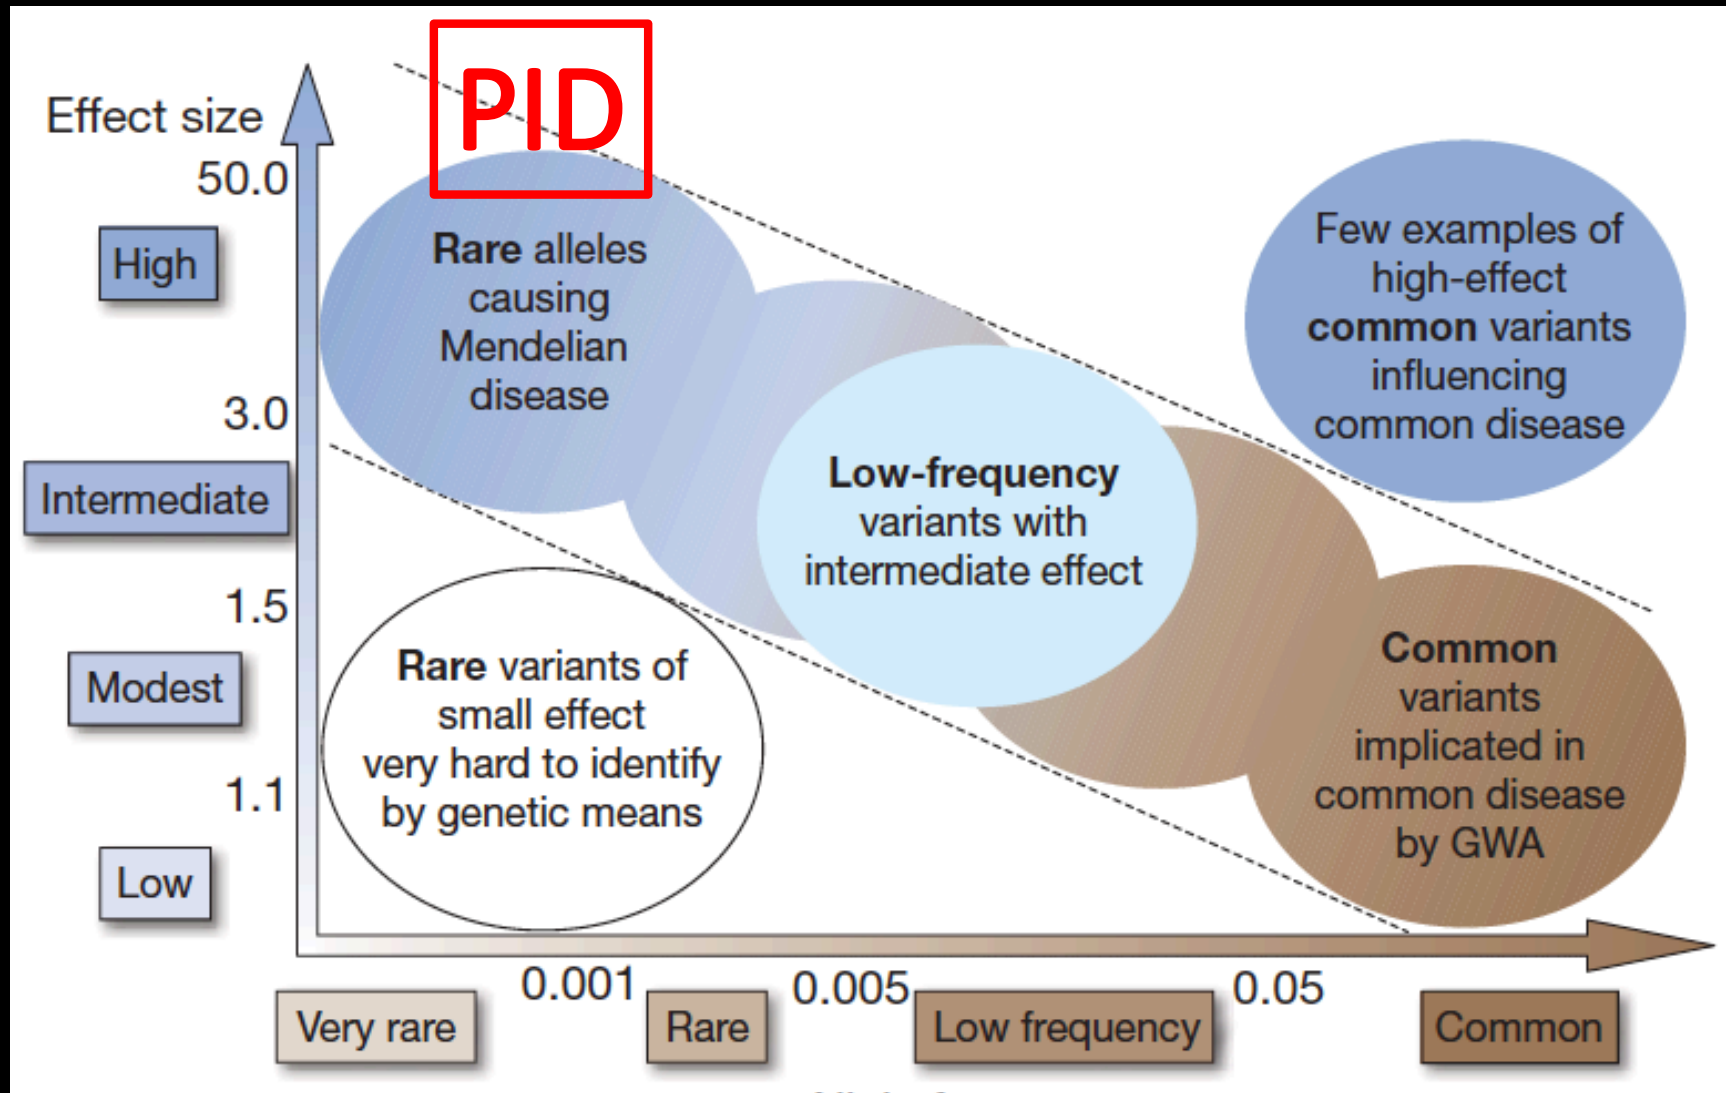 PID
Effect size
50.0
High
3.0
Intermediate
1.5
Modest
1.1
Low
Rare alleles
causing
Mendelian
disease
Few examples of
high-effect
common variants
influencing
common disease
Low-frequency
variants with
intermediate effect
Rare variants of
small effect
very hard to identify
by genetic means
Common
variants
implicated in
common disease
by GWA
0.001
0.005
0.05
Very rare
Rare
Low frequency
Common